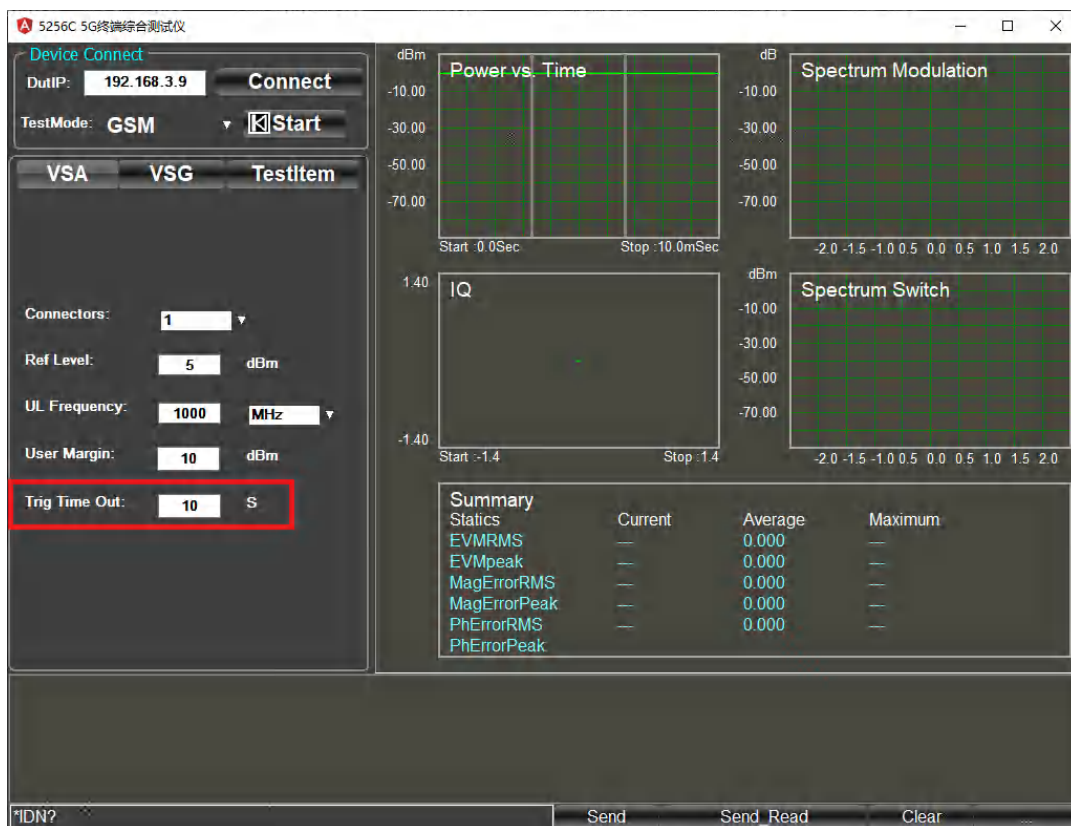 5256C 5G终端综合测试仪
Device Connect
DutIP: 192.168.3.9 Connect
TestMode: GSM Start
VSA VSG TestItem
Connectors: 1
Ref Level: 5 dBm
UL Frequency: 1000 MHz
User Margin: 10 dBm
Trig Time Out: 10 S
dBm
Power vs. Time
-10.00
-30.00
-50.00
-70.00
Start :0.0Sec Stop :10.0mSec
dB
Spectrum Modulation
-10.00
-30.00
-50.00
-70.00
-2.0 -1.5 -1.0 0.5 0.0 0.5 1.0 1.5 2.0
1.40
IQ
-1.40
Start :-1.4 Stop :1.4
dBm
Spectrum Switch
-10.00
-30.00
-50.00
-70.00
-2.0 -1.5 -1.0 0.5 0.0 0.5 1.0 1.5 2.0
Summary
Statics Current Average Maximum
EVMRMS — 0.000 —
EVMpeak — 0.000 —
MagErrorRMS — 0.000 —
MagErrorPeak — 0.000 —
PhErrorRMS — 0.000 —
PhErrorPeak
*IDN? Send Send_Read Clear ...